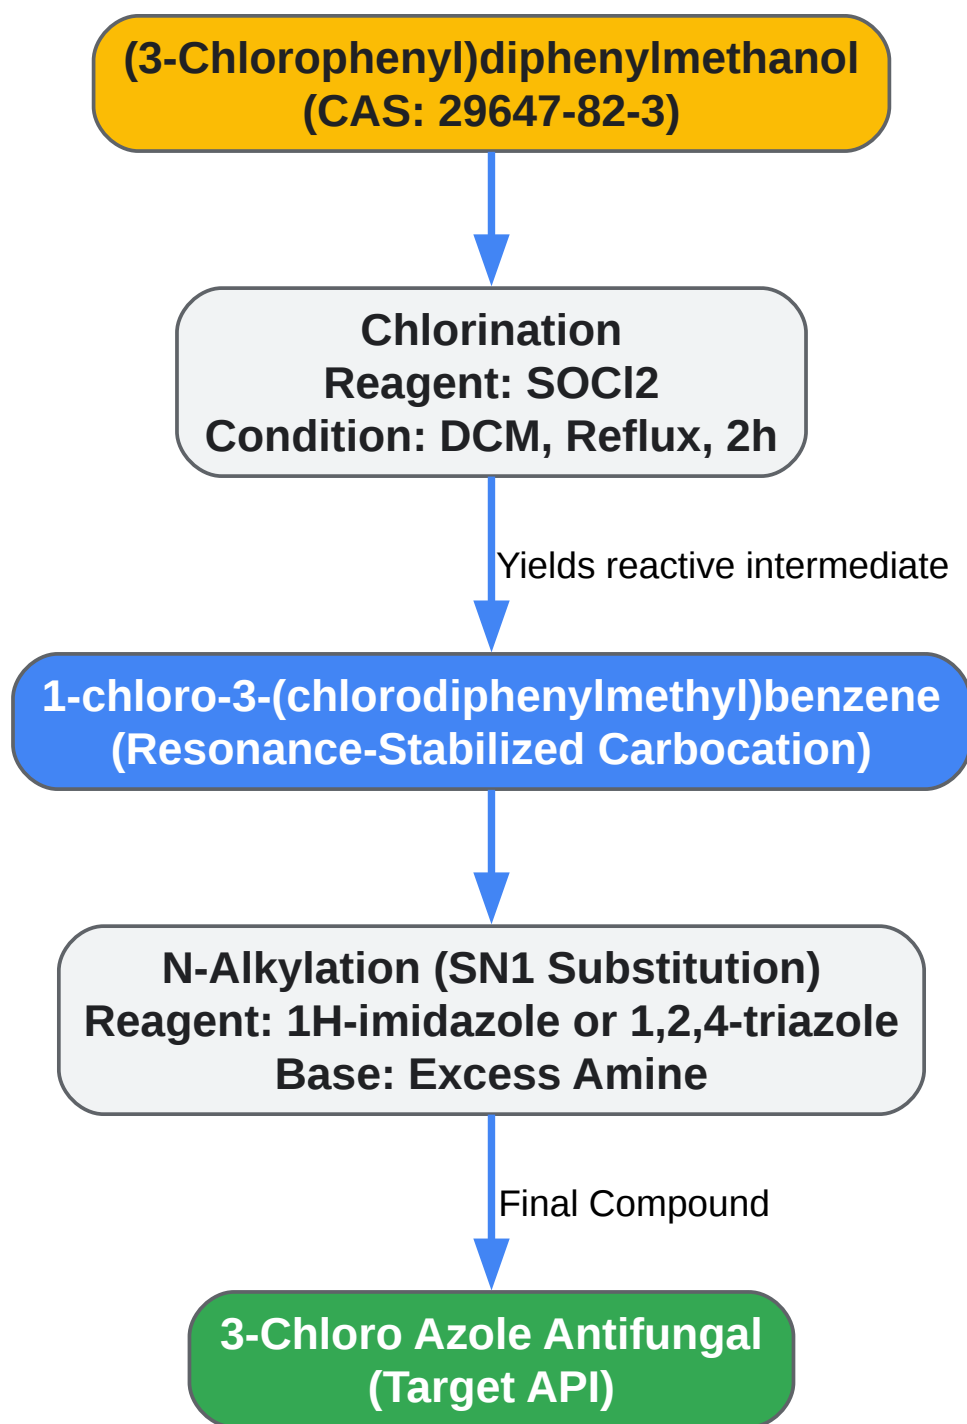 (3-Chlorophenyl)diphenylmethanol
(CAS: 29647-82-3)
Chlorination
Reagent: SOCl2
Condition: DCM, Reflux, 2h
Yields reactive intermediate
1-chloro-3-(chlorodiphenylmethyl)benzene
(Resonance-Stabilized Carbocation)
N-Alkylation (SN1 Substitution)
Reagent: 1H-imidazole or 1,2,4-triazole
Base: Excess Amine
Final Compound
3-Chloro Azole Antifungal
(Target API)